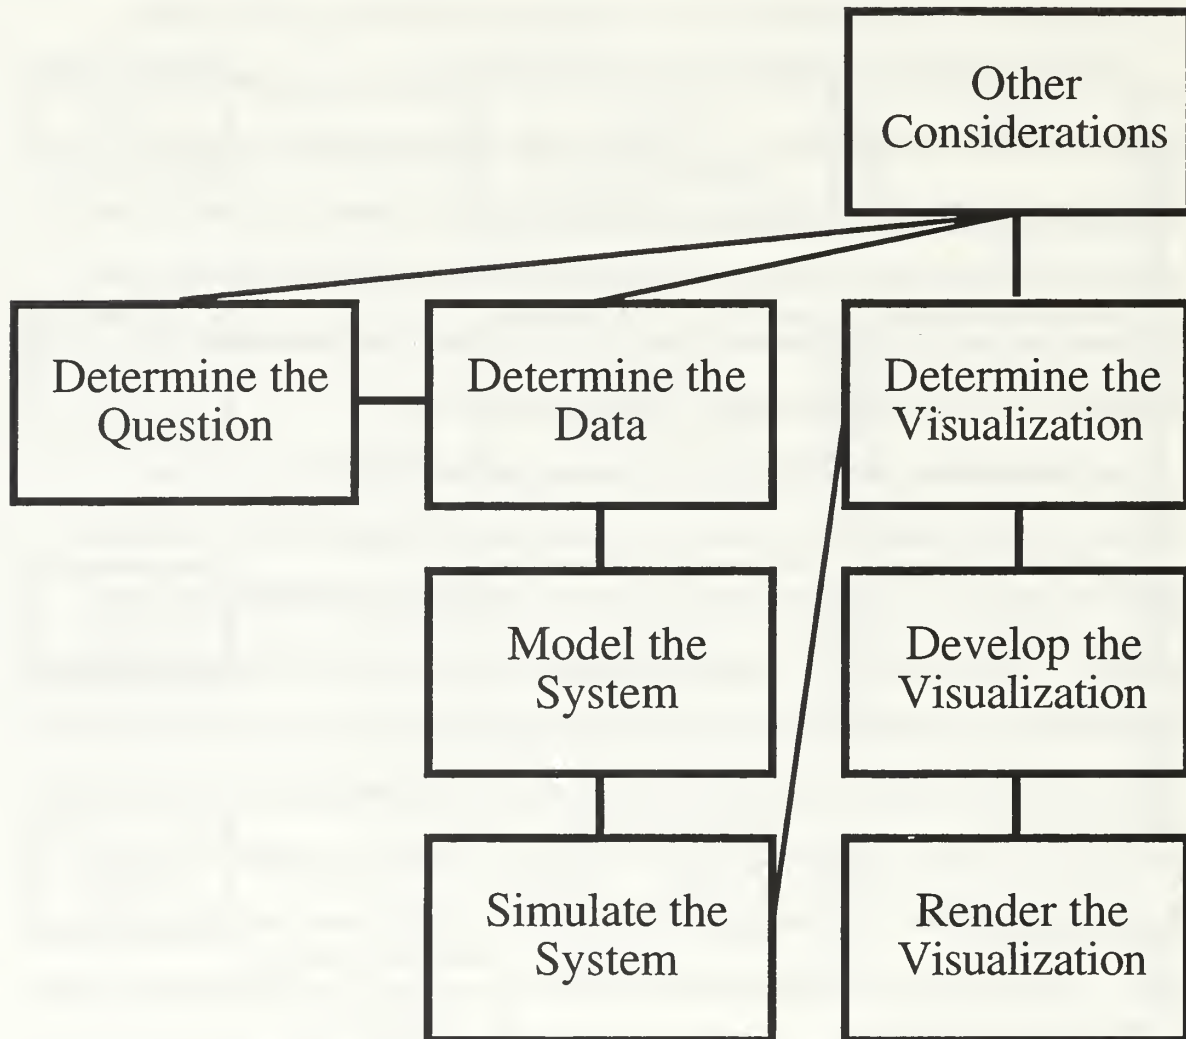 Other
Considerations
Determine the
Question
Determine the
Data
Determine the
Visualization
Model the
System
Develop the
Visualization
Simulate the
System
Render the
Visualization